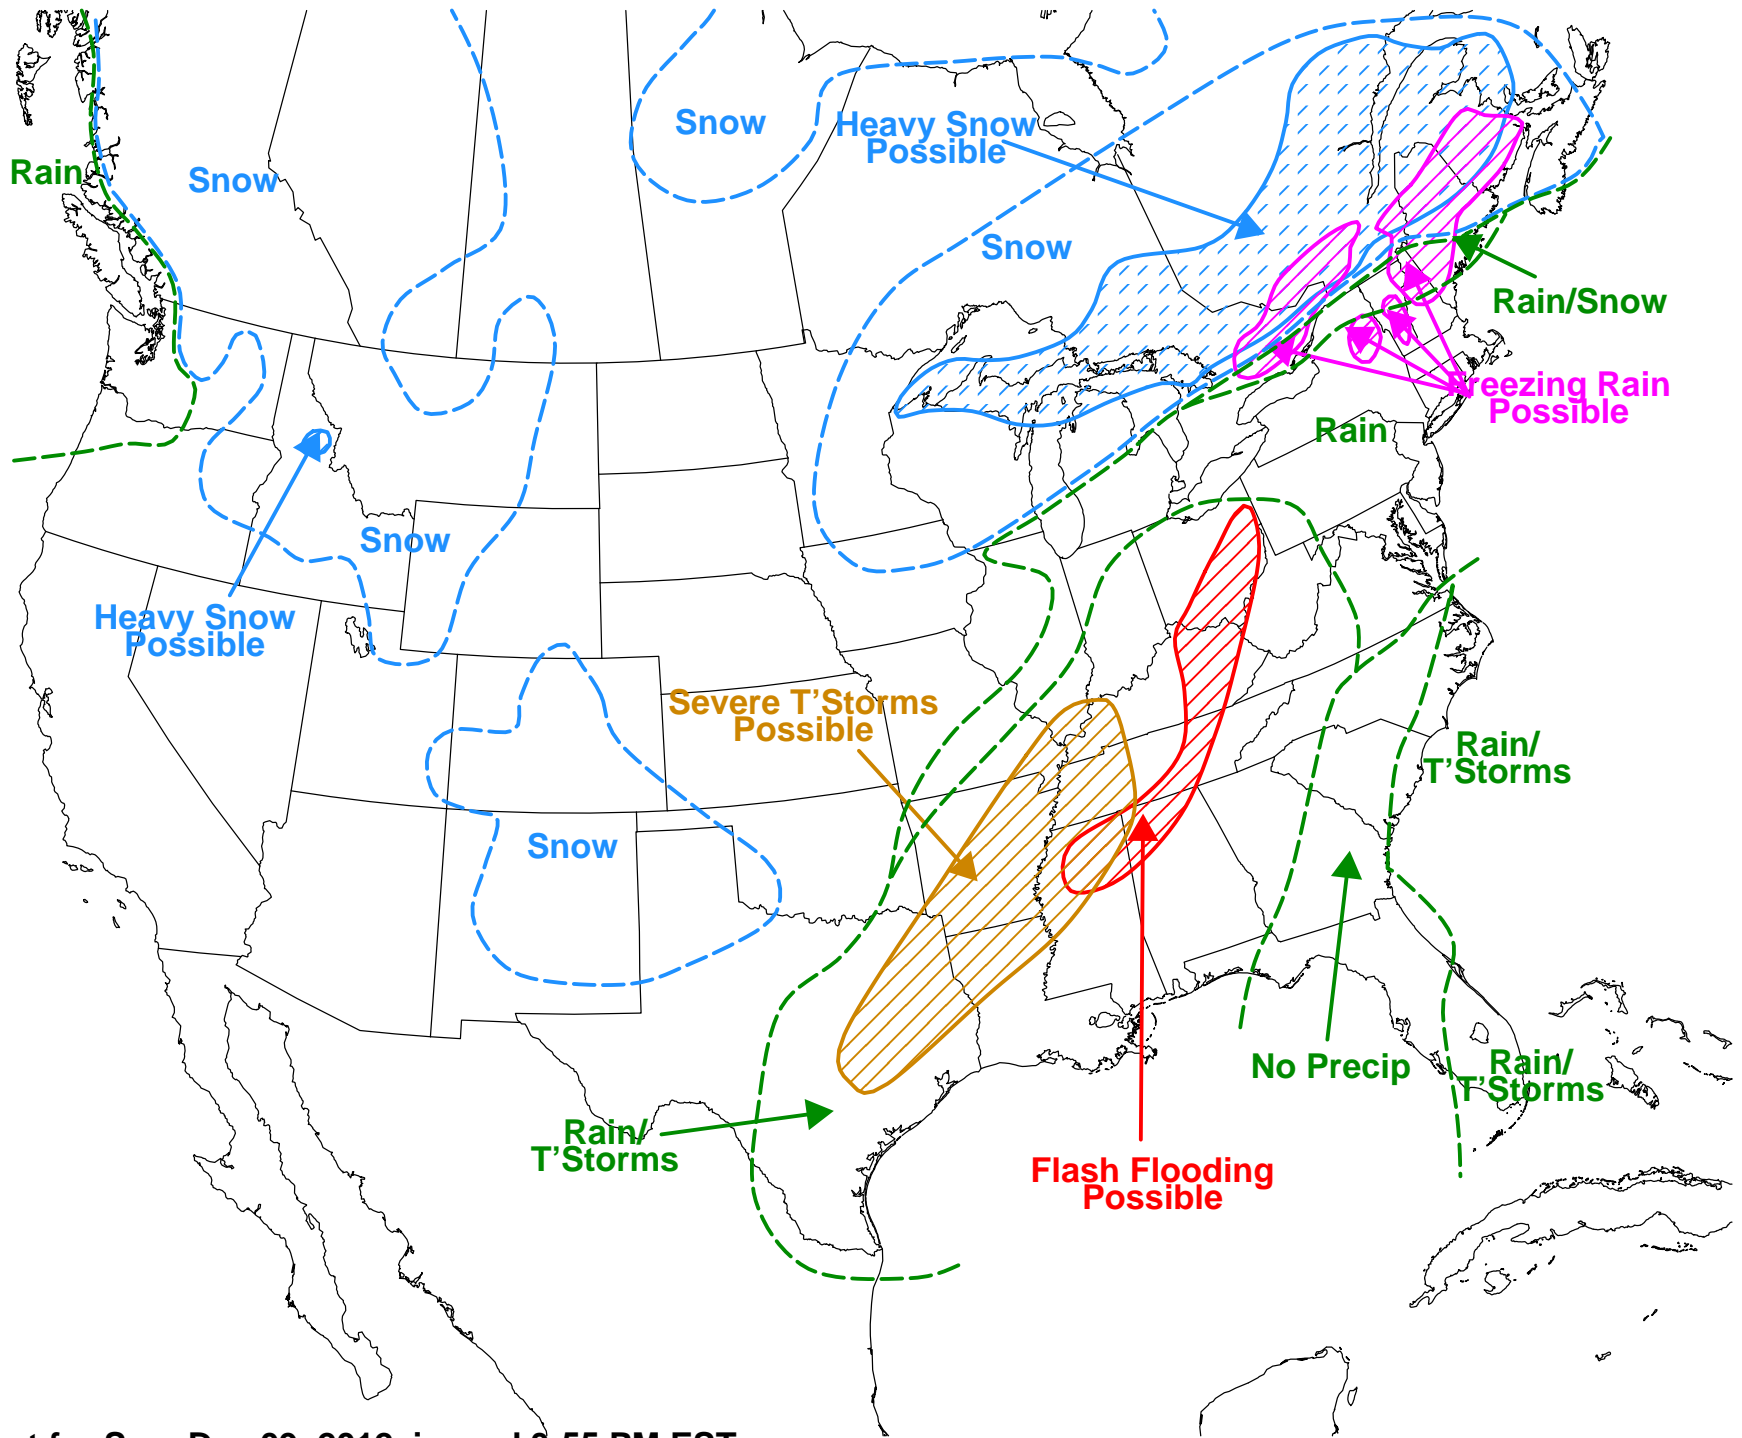 Snow
Heavy Snow
Possible
Rain
Snow
Snow
Rain/Snow
Freezing Rain
Possible
Rain
Snow
Heavy Snow
Possible
Severe T'Storms
Possible
Rain/
T'Storms
Snow
No Precip
Rain/
T'Storms
Rain/
T'Storms
Flash Flooding
Possible